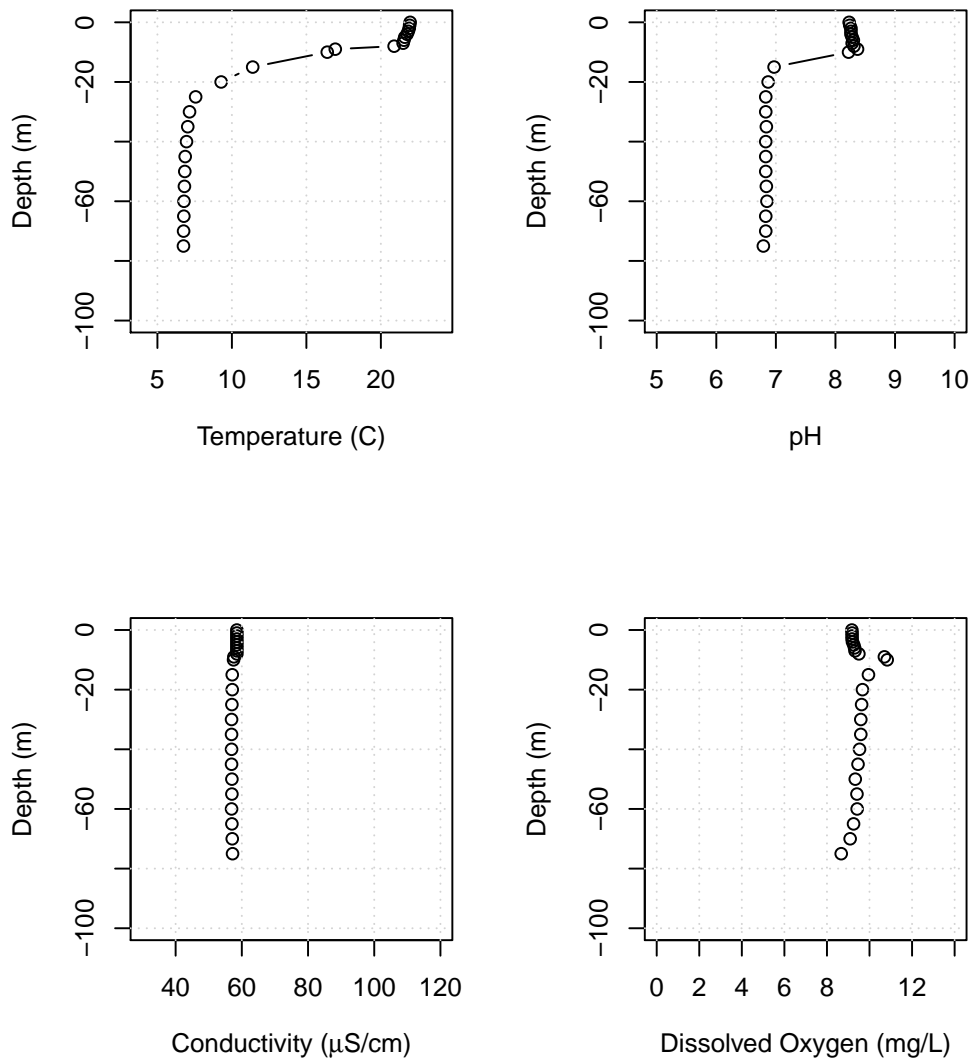 0
−20
−60
−100
Depth (m)
5 10 15 20
Temperature (C)
0
−20
−60
−100
Depth (m)
5 6 7 8 9 10
pH
0
−20
−60
−100
Depth (m)
40 60 80 100 120
Conductivity (μS/cm)
0
−20
−60
−100
Depth (m)
0 2 4 6 8 12
Dissolved Oxygen (mg/L)